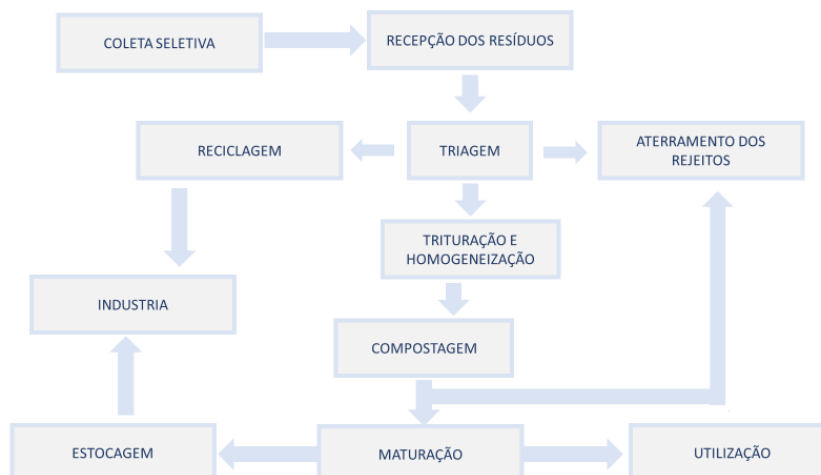 COLETA SELETIVA
RECEPÇÃO DOS RESÍDUOS
RECICLAGEM
TRIAGEM
ATERRAMENTO DOS
REJEITOS
TRITURAÇÃO E
HOMOGENEIZAÇÃO
INDUSTRIA
COMPOSTAGEM
ESTOCAGEM
MATURAÇÃO
UTILIZAÇÃO